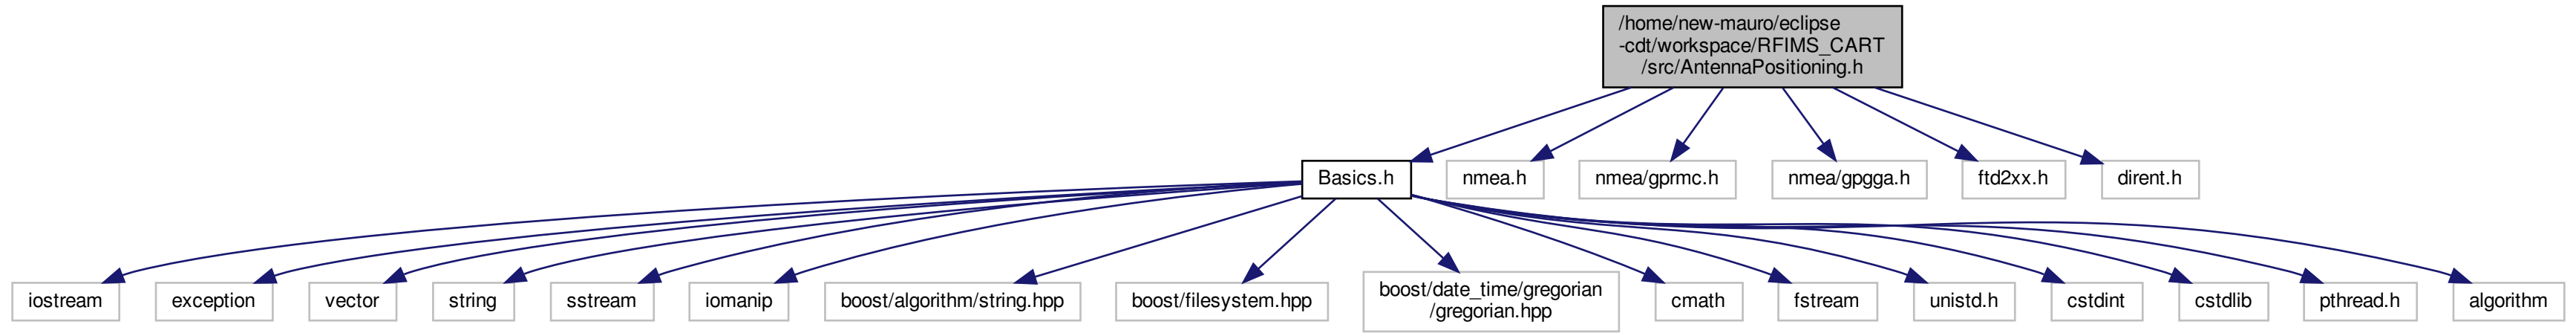 /home/new-mauro/eclipse
-cdt/workspace/RFIMS_CART
/src/AntennaPositioning.h
Basics.h
nmea.h
nmea/gprmc.h
nmea/gpgga.h
ftd2xx.h
dirent.h
iostream
exception
vector
string
sstream
iomanip
boost/algorithm/string.hpp
boost/filesystem.hpp
boost/date_time/gregorian
/gregorian.hpp
cmath
fstream
unistd.h
cstdint
cstdlib
pthread.h
algorithm